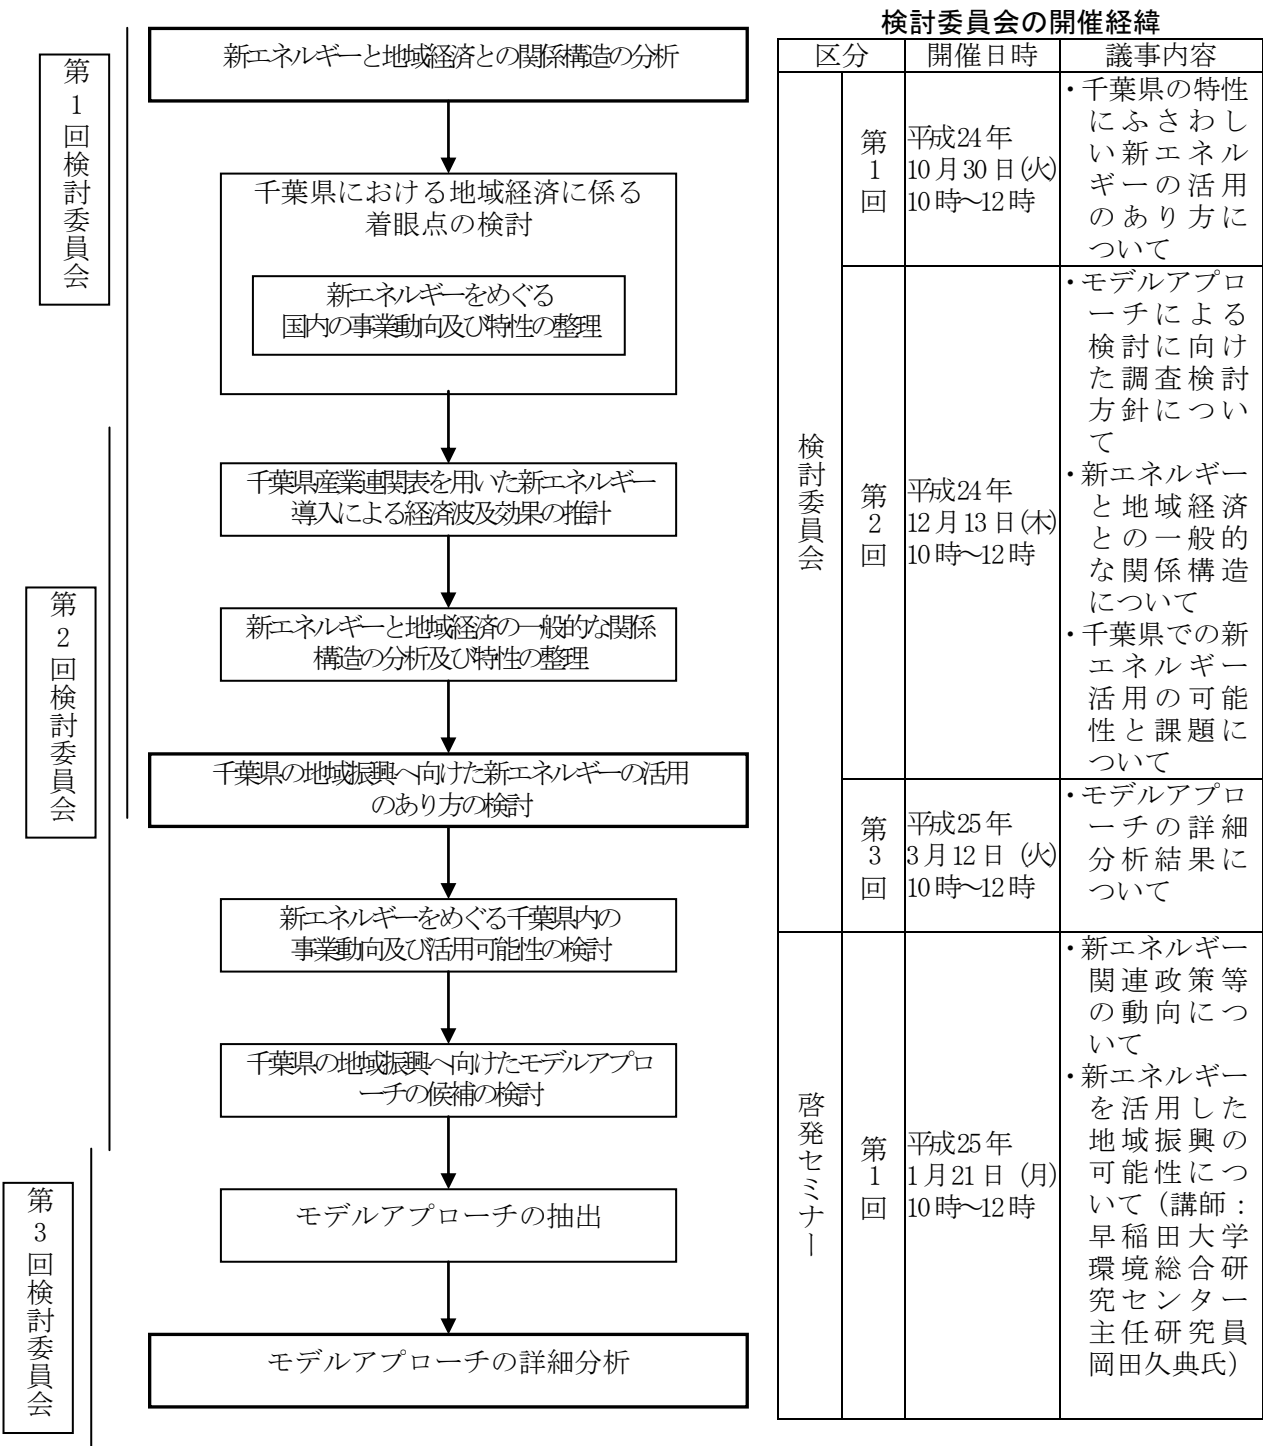 第1回検討委員会
第2回検討委員会
第3回検討委員会
新エネルギーと地域経済との関係構造の分析
千葉県における地域経済に係る
着眼点の検討
新エネルギーをめぐる
国内の事業動向及び特性の整理
千葉県産業連関表を用いた新エネルギー
導入による経済波及効果の推計
新エネルギーと地域経済の一般的な関係
構造の分析及び特性の整理
千葉県の地域振興へ向けた新エネルギーの活用
のあり方の検討
新エネルギーをめぐる千葉県内の
事業動向及び活用可能性の検討
千葉県の地域振興へ向けたモデルアプロ
ーチの候補の検討
モデルアプローチの抽出
モデルアプローチの詳細分析
検討委員会の開催経緯
区分 開催日時 議事内容
検討委員会
第1回
平成24年
10月30日(火)
10時~12時
・千葉県の特性
にふさわし
い新エネル
ギーの活用
のあり方に
ついて
第2回
平成24年
12月13日(木)
10時~12時
・モデルアプロ
ーチによる
検討に向け
た調査検討
方針につい
て
・新エネルギー
と地域経済
との一般的
な関係構造
について
・千葉県での新
エネルギー
活用の可能
性と課題に
ついて
第3回
平成25年
3月12日(火)
10時~12時
・モデルアプロ
ーチの詳細
分析結果に
ついて
啓発セミナー
第1回
平成25年
1月21日(月)
10時~12時
・新エネルギー
関連政策等
の動向につ
いて
・新エネルギー
を活用した
地域振興の
可能性につ
いて(講師:
早稲田大学
環境総合研
究センター
主任研究員
岡田久典氏)